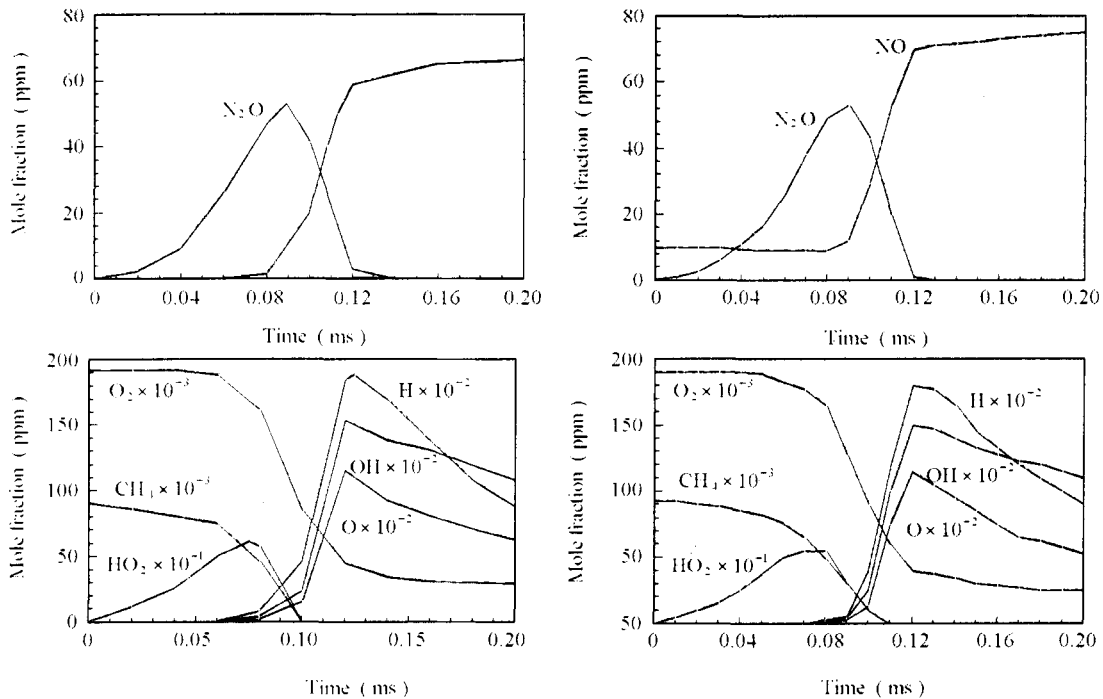 80
60
40
20
0
Mole fraction ( ppm )
N₂O
0 0.04 0.08 0.12 0.16 0.20
Time ( ms )
80
60
40
20
0
Mole fraction ( ppm )
NO
N₂O
0 0.04 0.08 0.12 0.16 0.20
Time ( ms )
200
150
100
50
0
Mole fraction ( ppm )
O₂ × 10⁻³
H × 10⁻²
CH₄ × 10⁻³
OH × 10⁻²
O × 10⁻²
HO₂ × 10⁻¹
0 0.05 0.10 0.15 0.20
Time ( ms )
200
150
100
50
50
Mole fraction ( ppm )
O₂ × 10⁻³
H × 10⁻²
CH₄ × 10⁻³
OH × 10⁻²
O × 10⁻²
HO₂ × 10⁻¹
0 0.04 0.08 0.12 0.16 0.20
Time ( ms )